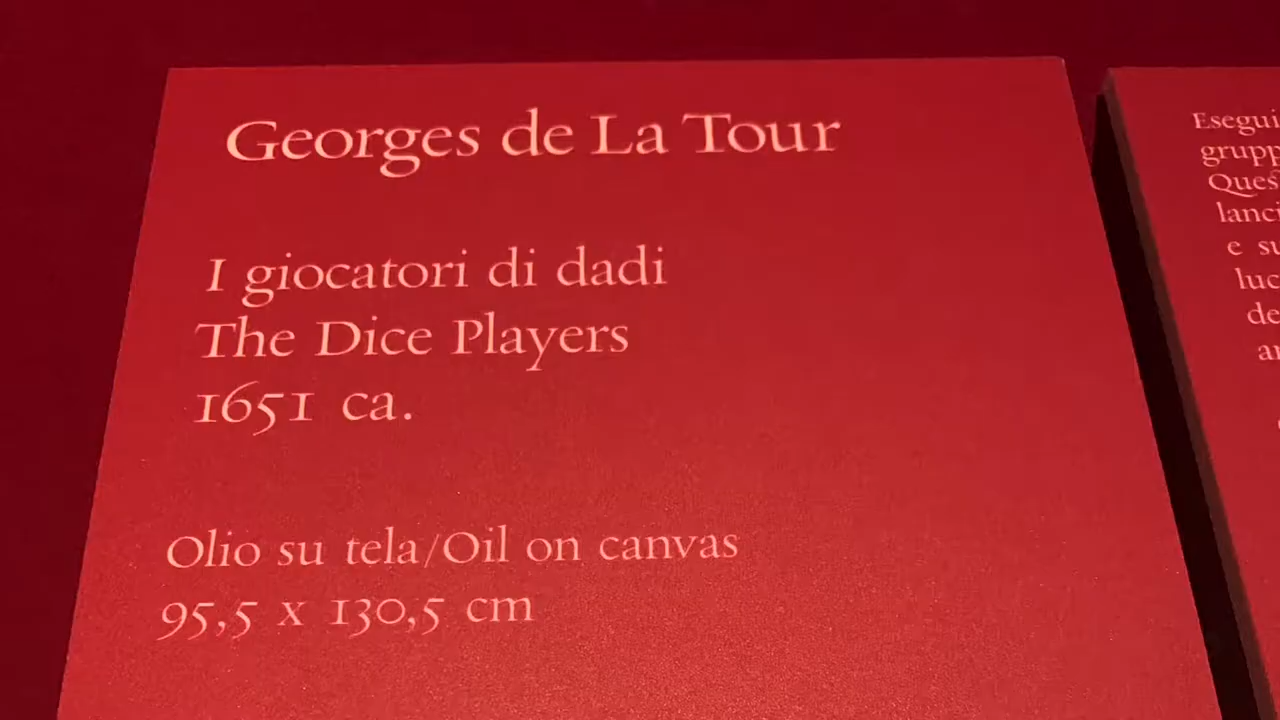 Georges de La Tour
I giocatori di dadi
The Dice Players
1651 ca.
Olio su tela/Oil on canvas
95,5 x 130,5 cm
e